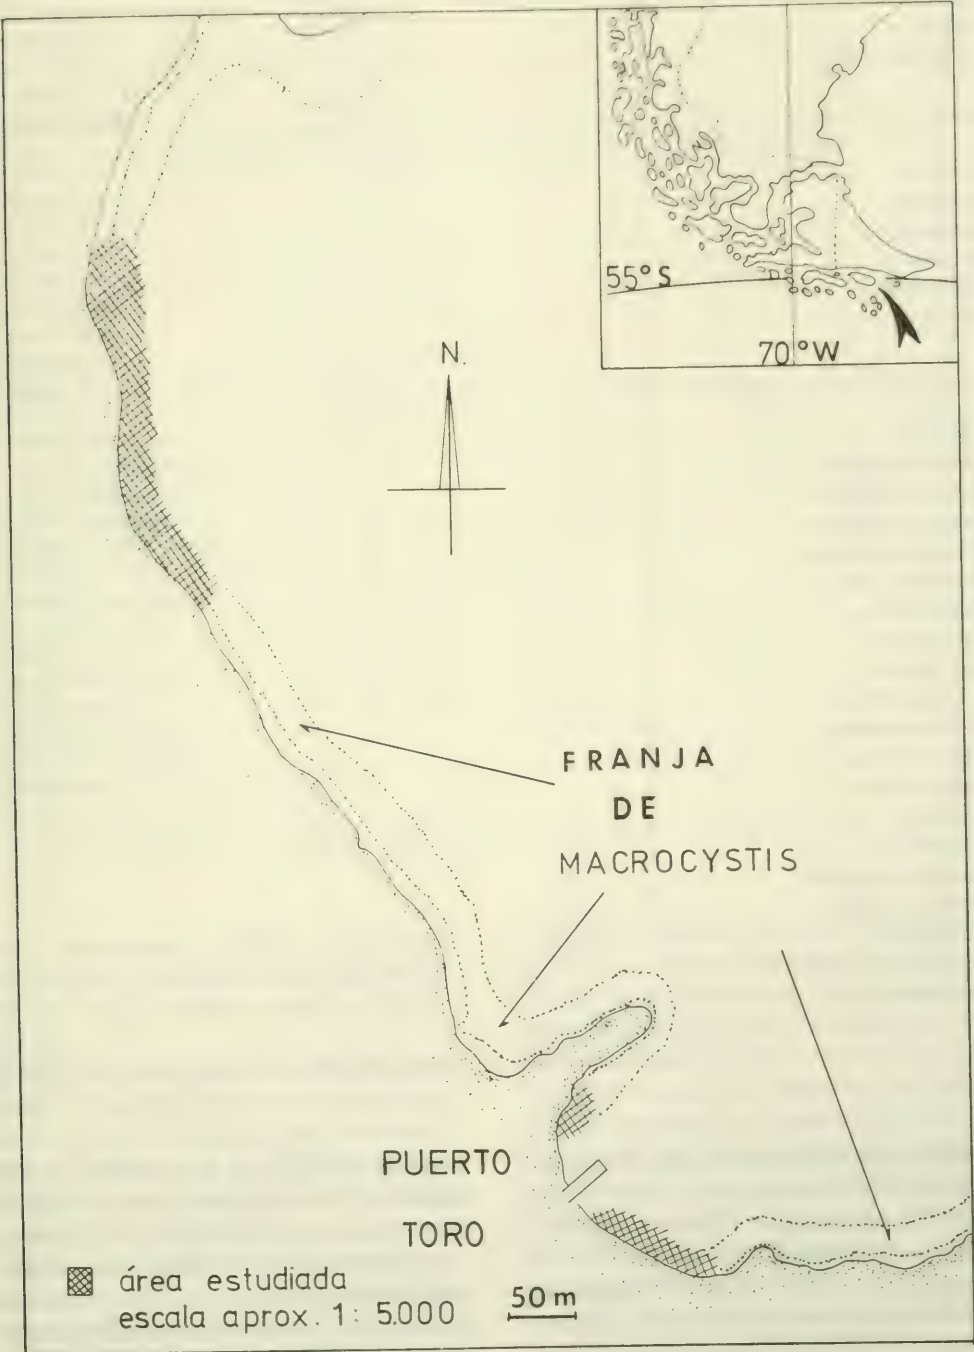 55°S
70°W
N.
FRANJA
DE
MACROCYSTIS
PUERTO
TORO
área estudiada
escala aprox. 1: 5.000
50 m